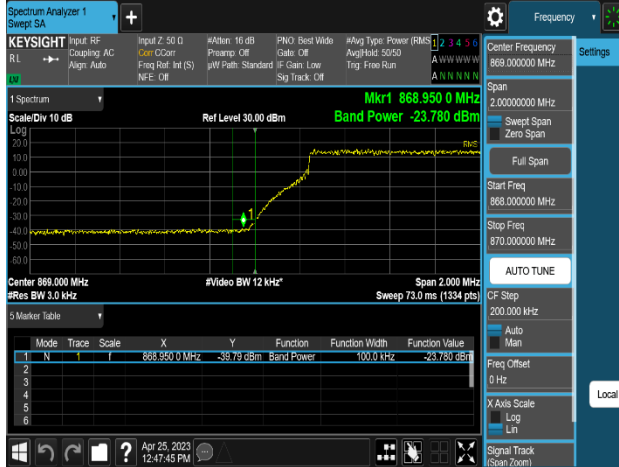 Spectrum Analyzer 1
Swept SA
+
Frequency
Settings
KEYSIGHT
RL
Input: RF
Coupling: AC
Align: Auto
Input Z: 50 Ω
Corr CCorr
Freq Ref: Int (S)
NFE: Off
#Atten: 16 dB
Preamp: Off
µW Path: Standard
PNO: Best Wide
Gate: Off
IF Gain: Low
Sig Track: Off
#Avg Type: Power (RMS
Avg|Hold: 50/50
Trig: Free Run
1 2 3 4 5 6
A W W W W W
A N N N N N
1 Spectrum
Scale/Div 10 dB
Ref Level 30.00 dBm
Mkr1 868.950 0 MHz
Band Power -23.780 dBm
Log
20.0
10.0
0.00
-10.0
-20.0
-30.0
-40.0
-50.0
-60.0
RMS
1
Center 869.000 MHz
#Video BW 12 kHz*
Span 2.000 MHz
#Res BW 3.0 kHz
Sweep 73.0 ms (1334 pts)
5 Marker Table
Mode Trace Scale X Y Function Function Width Function Value
1 N 1 f 868.950 0 MHz -39.79 dBm Band Power 100.0 kHz -23.780 dBm
2
3
4
5
6
Apr 25, 2023
12:47:45 PM
?
Center Frequency
869.000000 MHz
Span
2.00000000 MHz
Swept Span
Zero Span
Full Span
Start Freq
868.000000 MHz
Stop Freq
870.000000 MHz
AUTO TUNE
CF Step
200.000 kHz
Auto
Man
Freq Offset
0 Hz
X Axis Scale
Log
Lin
Signal Track
(Span Zoom)
Local